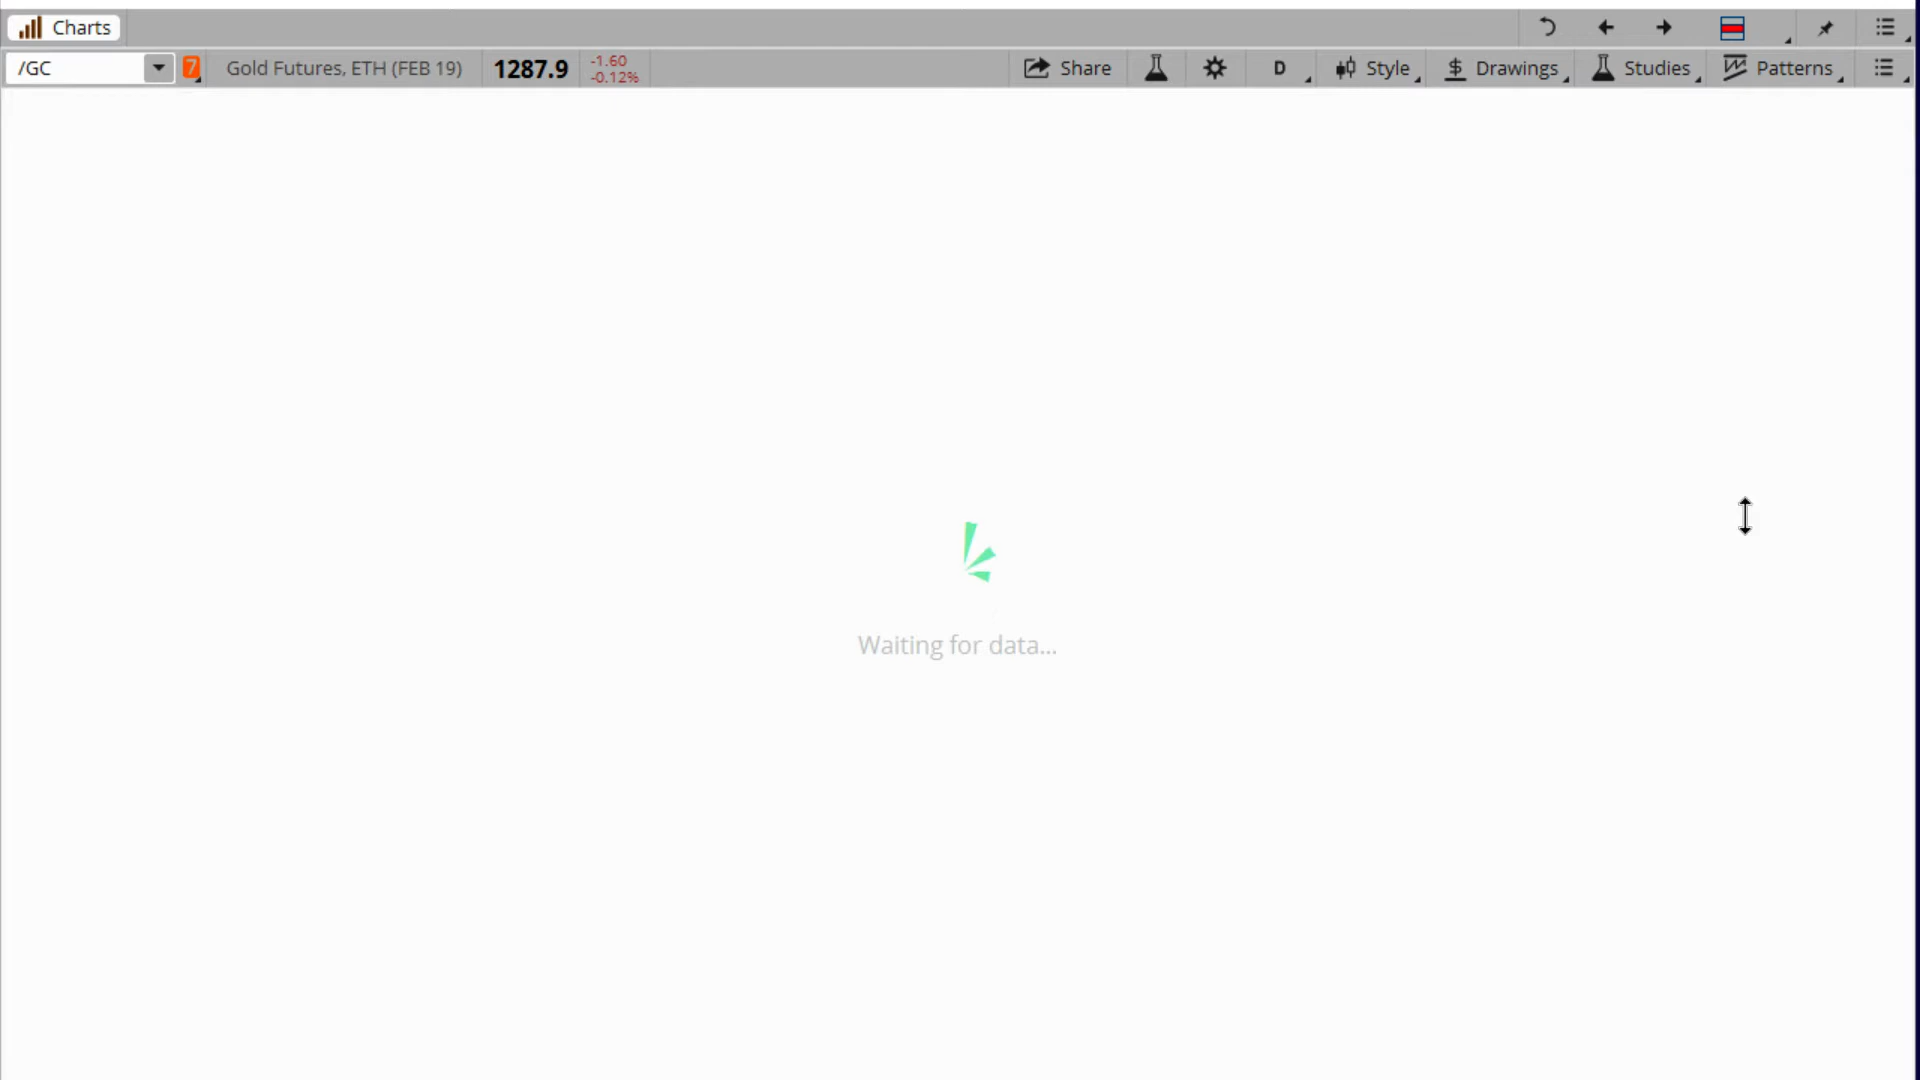 Charts
/GC 7 Gold Futures, ETH (FEB 19) 1287.9 -1.60 Share D Style $ Drawings Studies Patterns
-0.12%
Waiting for data...